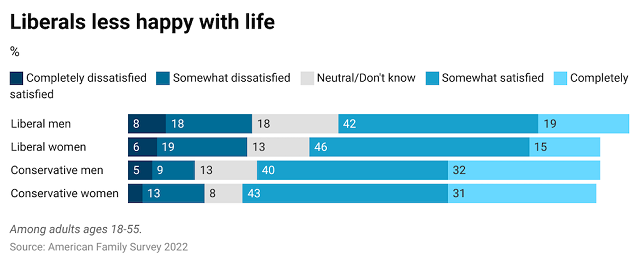 Liberals less happy with life
%
Completely dissatisfied Somewhat dissatisfied Neutral/Don't know Somewhat satisfied Completely
satisfied
Liberal men 8 18 18 42 19
Liberal women 6 19 13 46 15
Conservative men 5 9 13 40 32
Conservative women 13 8 43 31
Among adults ages 18-55.
Source: American Family Survey 2022